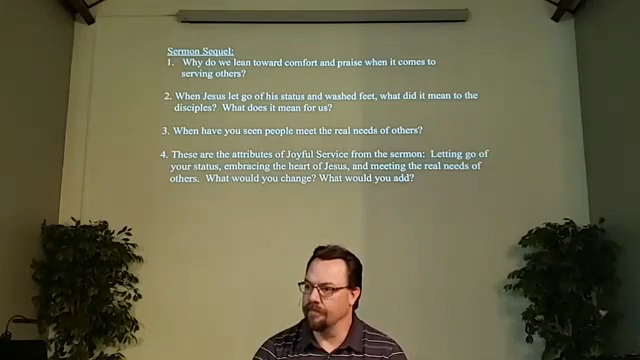 Sermon Sequel:
1. Why do we lean toward comfort and praise when it comes to
serving others?
2. When Jesus let go of his status and washed feet, what did it mean to the
disciples? What does it mean for us?
3. When have you seen people meet the real needs of others?
4. These are the attributes of Joyful Service from the sermon: Letting go of
your status, embracing the heart of Jesus, and meeting the real needs of
others. What would you change? What would you add?